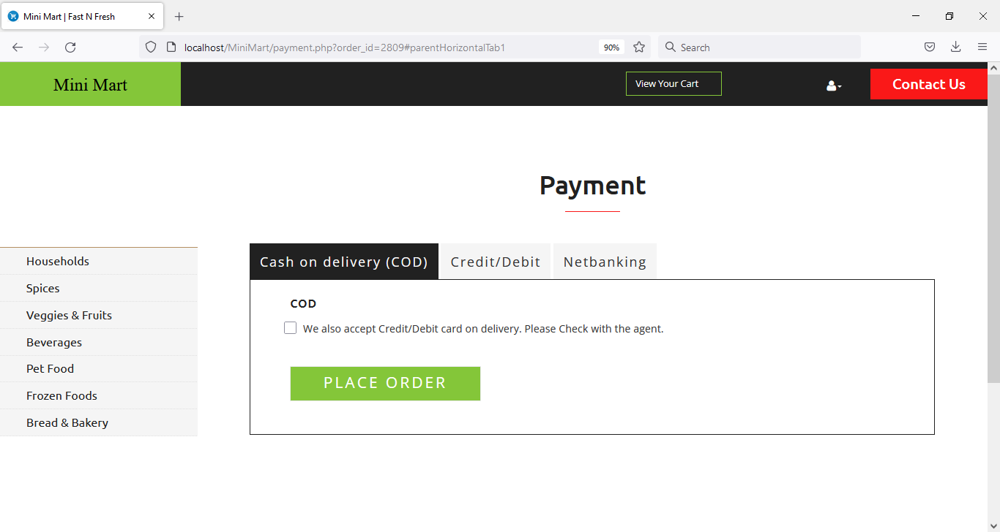 Mini Mart | Fast N Fresh
localhost/MiniMart/payment.php?order_id=2809#parentHorizontalTab1
90%
Search
Mini Mart
View Your Cart
Contact Us
Payment
Households
Spices
Veggies & Fruits
Beverages
Pet Food
Frozen Foods
Bread & Bakery
Cash on delivery (COD)
Credit/Debit
Netbanking
COD
We also accept Credit/Debit card on delivery. Please Check with the agent.
PLACE ORDER